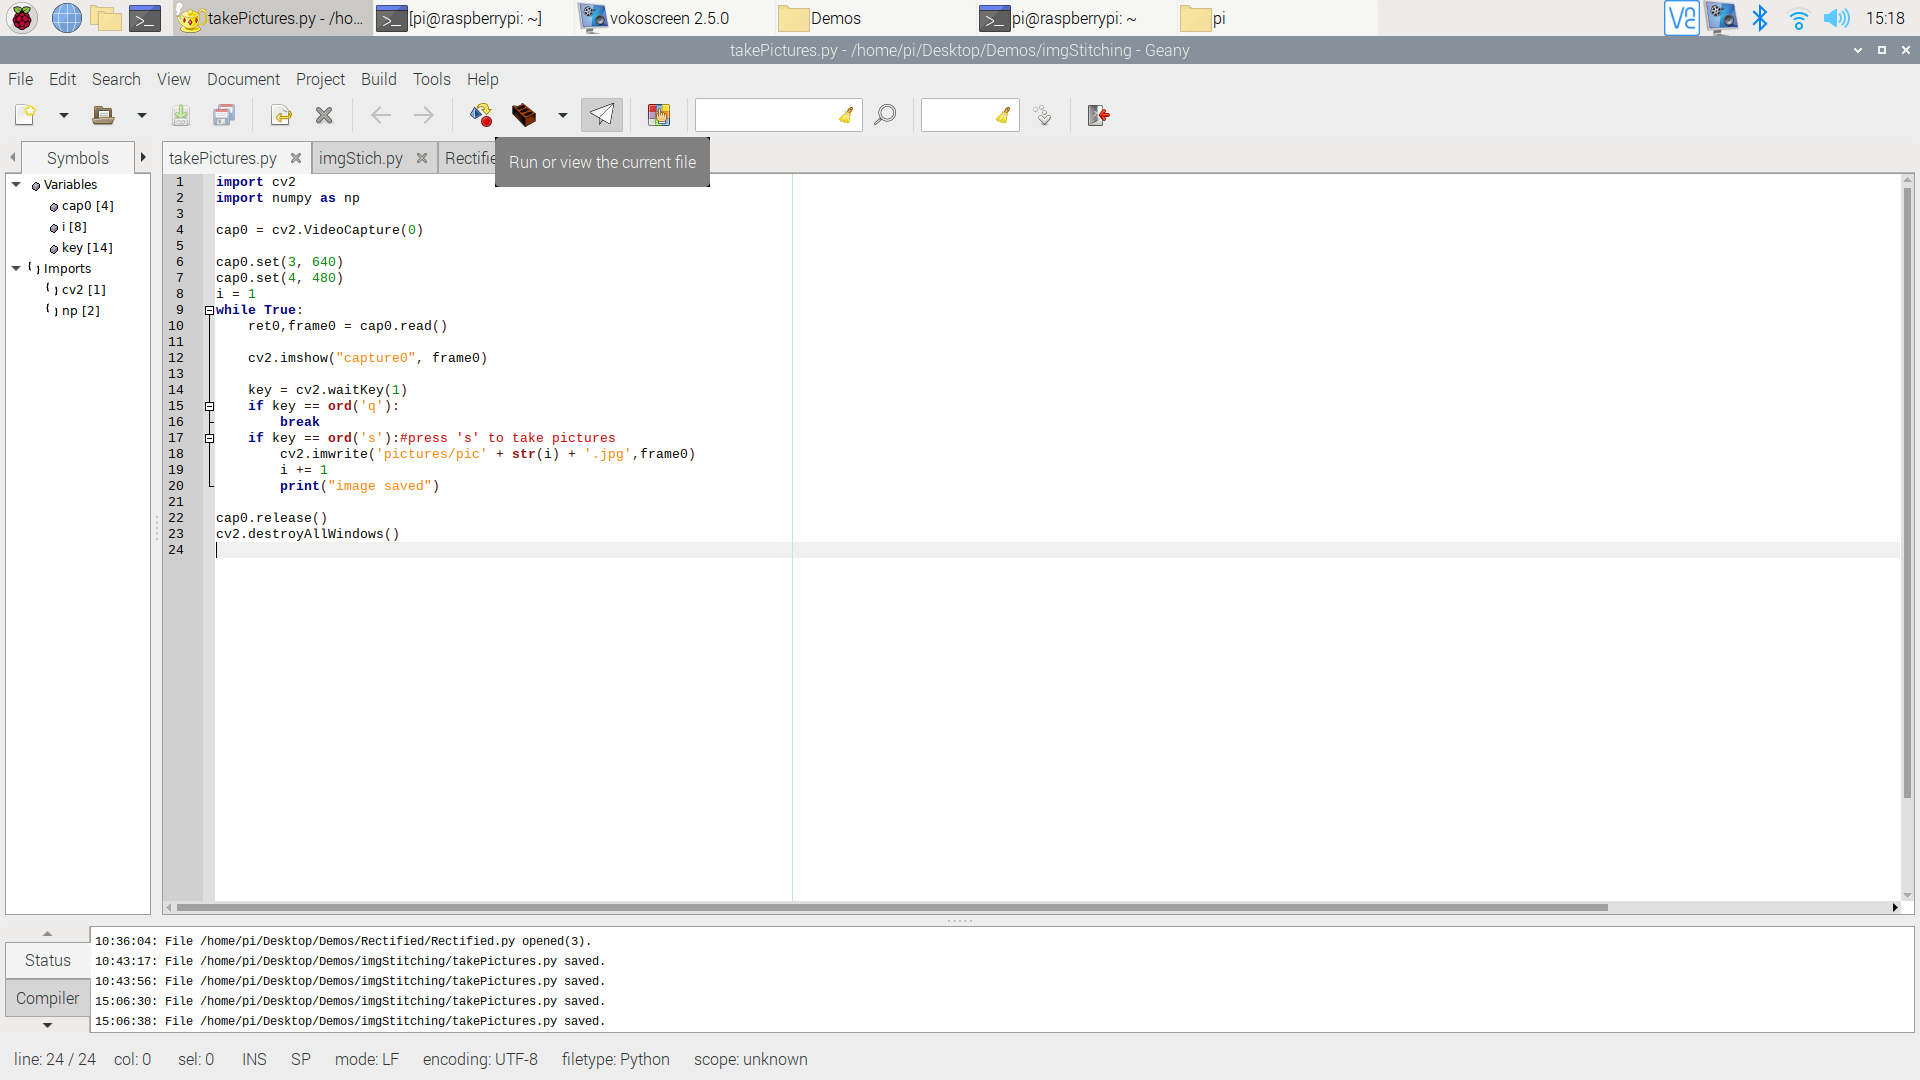 takePictures.py - /ho...
[pi@raspberrypi: ~]
vokoscreen 2.5.0
Demos
pi@raspberrypi: ~
pi
15:18
takePictures.py - /home/pi/Desktop/Demos/imgStitching - Geany
File Edit Search View Document Project Build Tools Help
Symbols
takePictures.py
imgStich.py
Run or view the current file
Variables
cap0 [4]
i [8]
key [14]
Imports
cv2 [1]
np [2]
1 import cv2
2 import numpy as np
3
4 cap0 = cv2.VideoCapture(0)
5
6 cap0.set(3, 640)
7 cap0.set(4, 480)
8 i = 1
9 while True:
10 ret0,frame0 = cap0.read()
11
12 cv2.imshow("capture0", frame0)
13
14 key = cv2.waitKey(1)
15 if key == ord('q'):
16 break
17 if key == ord('s'):#press 's' to take pictures
18 cv2.imwrite('pictures/pic' + str(i) + '.jpg',frame0)
19 i += 1
20 print("image saved")
21
22 cap0.release()
23 cv2.destroyAllWindows()
24
Status
Compiler
10:36:04: File /home/pi/Desktop/Demos/Rectified/Rectified.py opened(3).
10:43:17: File /home/pi/Desktop/Demos/imgStitching/takePictures.py saved.
10:43:56: File /home/pi/Desktop/Demos/imgStitching/takePictures.py saved.
15:06:30: File /home/pi/Desktop/Demos/imgStitching/takePictures.py saved.
15:06:38: File /home/pi/Desktop/Demos/imgStitching/takePictures.py saved.
line: 24 / 24 col: 0 sel: 0 INS SP mode: LF encoding: UTF-8 filetype: Python scope: unknown